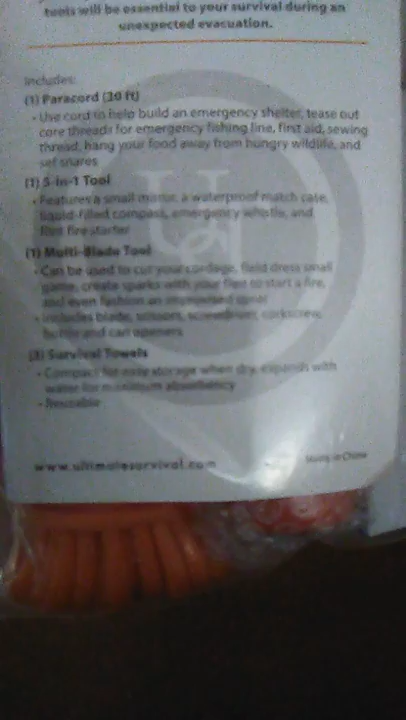 tools will be essential to your survival during an
unexpected evacuation.
Includes:
(1) Paracord (30 ft)
• Use cord to help build an emergency shelter, tease out
core threads for emergency fishing line, first aid, sewing
thread, hang your food away from hungry wildlife, and
set snares
(1) 5-in-1 Tool
• Features a small mirror, a waterproof match case,
liquid-filled compass, emergency whistle, and
flint firestarter
(1) Multi-Blade Tool
• Can be used to cut your cordage, field dress small
game, create sparks with your flint to start a fire,
and even fashion an improvised
• Includes blade, scissors, screwdriver, corkscrew,
bottle and can openers
(3) Survival Towels
• Compact for easy storage when dry, expands with
water for maximum absorbency
• Reusable
www.ultimatesurvival.com
Made in China